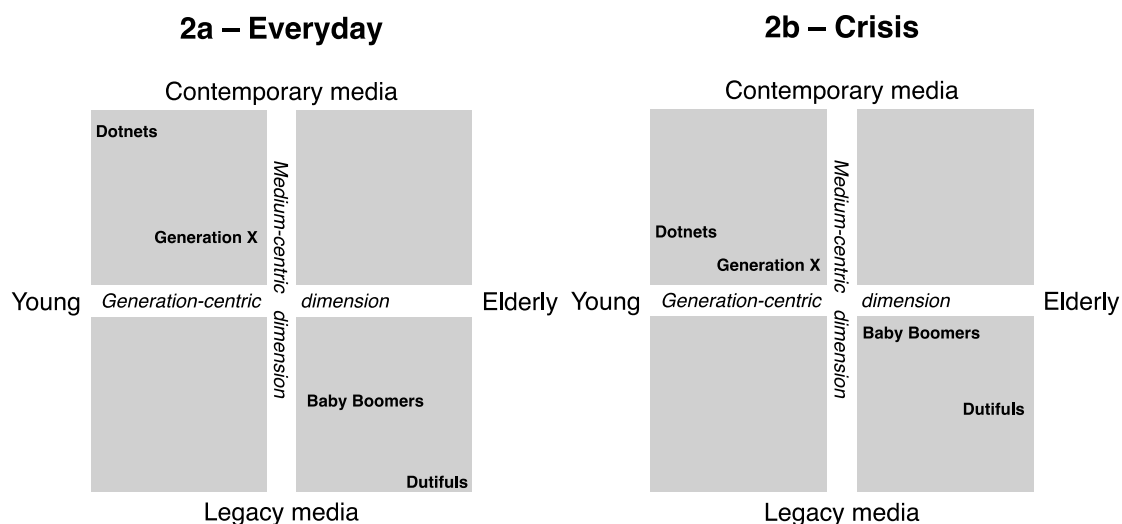 2a – Everyday
Contemporary media
Dotnets
Generation X
Medium-centric dimension
Young
Generation-centric dimension
Elderly
Baby Boomers
Dutifuls
Legacy media
2b – Crisis
Contemporary media
Dotnets
Generation X
Medium-centric dimension
Young
Generation-centric dimension
Elderly
Baby Boomers
Dutifuls
Legacy media